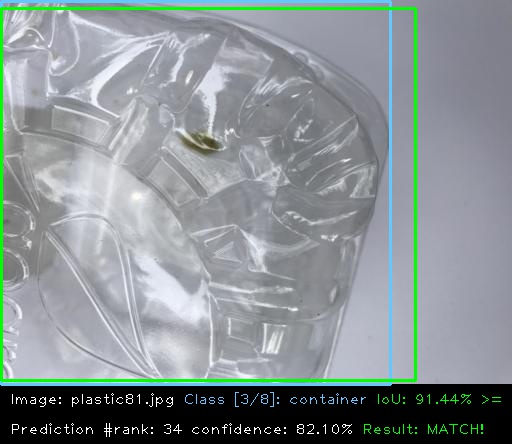 Image: plastic81.jpg Class [3/8]: container IoU: 91.44% >=
Prediction #rank: 34 confidence: 82.10% Result: MATCH!